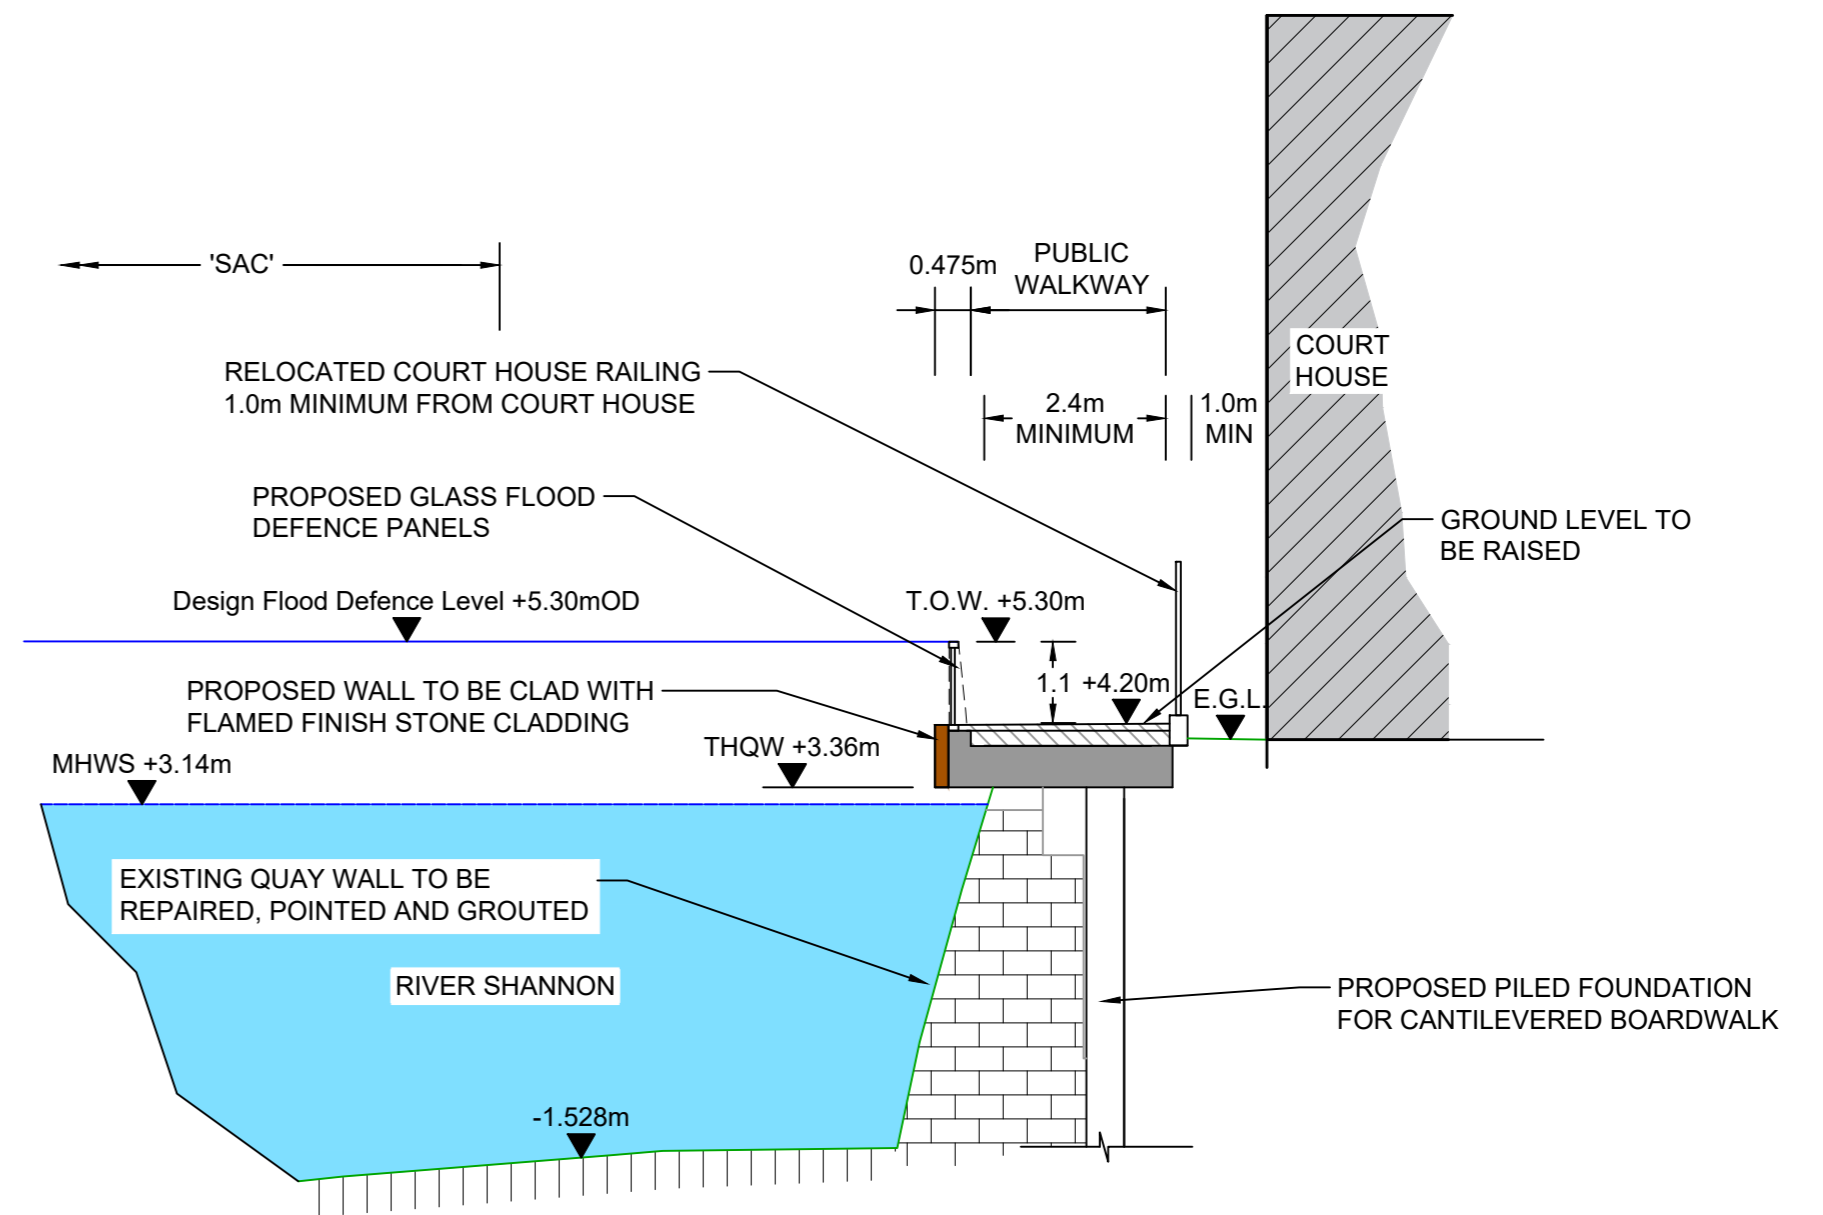 'SAC'
0.475m
PUBLIC
WALKWAY
RELOCATED COURT HOUSE RAILING
1.0m MINIMUM FROM COURT HOUSE
2.4m
MINIMUM
1.0m
MIN
COURT
HOUSE
PROPOSED GLASS FLOOD
DEFENCE PANELS
GROUND LEVEL TO
BE RAISED
Design Flood Defence Level +5.30mOD
T.O.W. +5.30m
PROPOSED WALL TO BE CLAD WITH
FLAMED FINISH STONE CLADDING
1.1
+4.20m
E.G.L.
THQW +3.36m
MHWS +3.14m
EXISTING QUAY WALL TO BE
REPAIRED, POINTED AND GROUTED
RIVER SHANNON
PROPOSED PILED FOUNDATION
FOR CANTILEVERED BOARDWALK
-1.528m